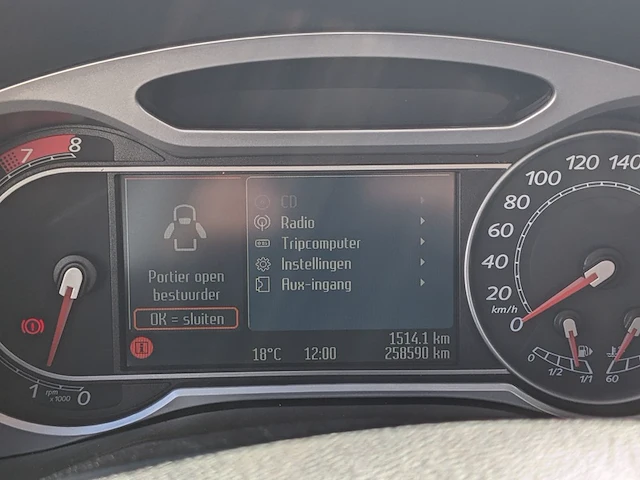 7
8
1
rpm
x1000
0
Portier open
bestuurder
OK = sluiten
CD
Radio
Tripcomputer
Instellingen
Aux-ingang
1514.1 km
18°C 12:00 258590 km
140
120
100
80
60
40
20
km/h
0
0
1/2
1/1
60